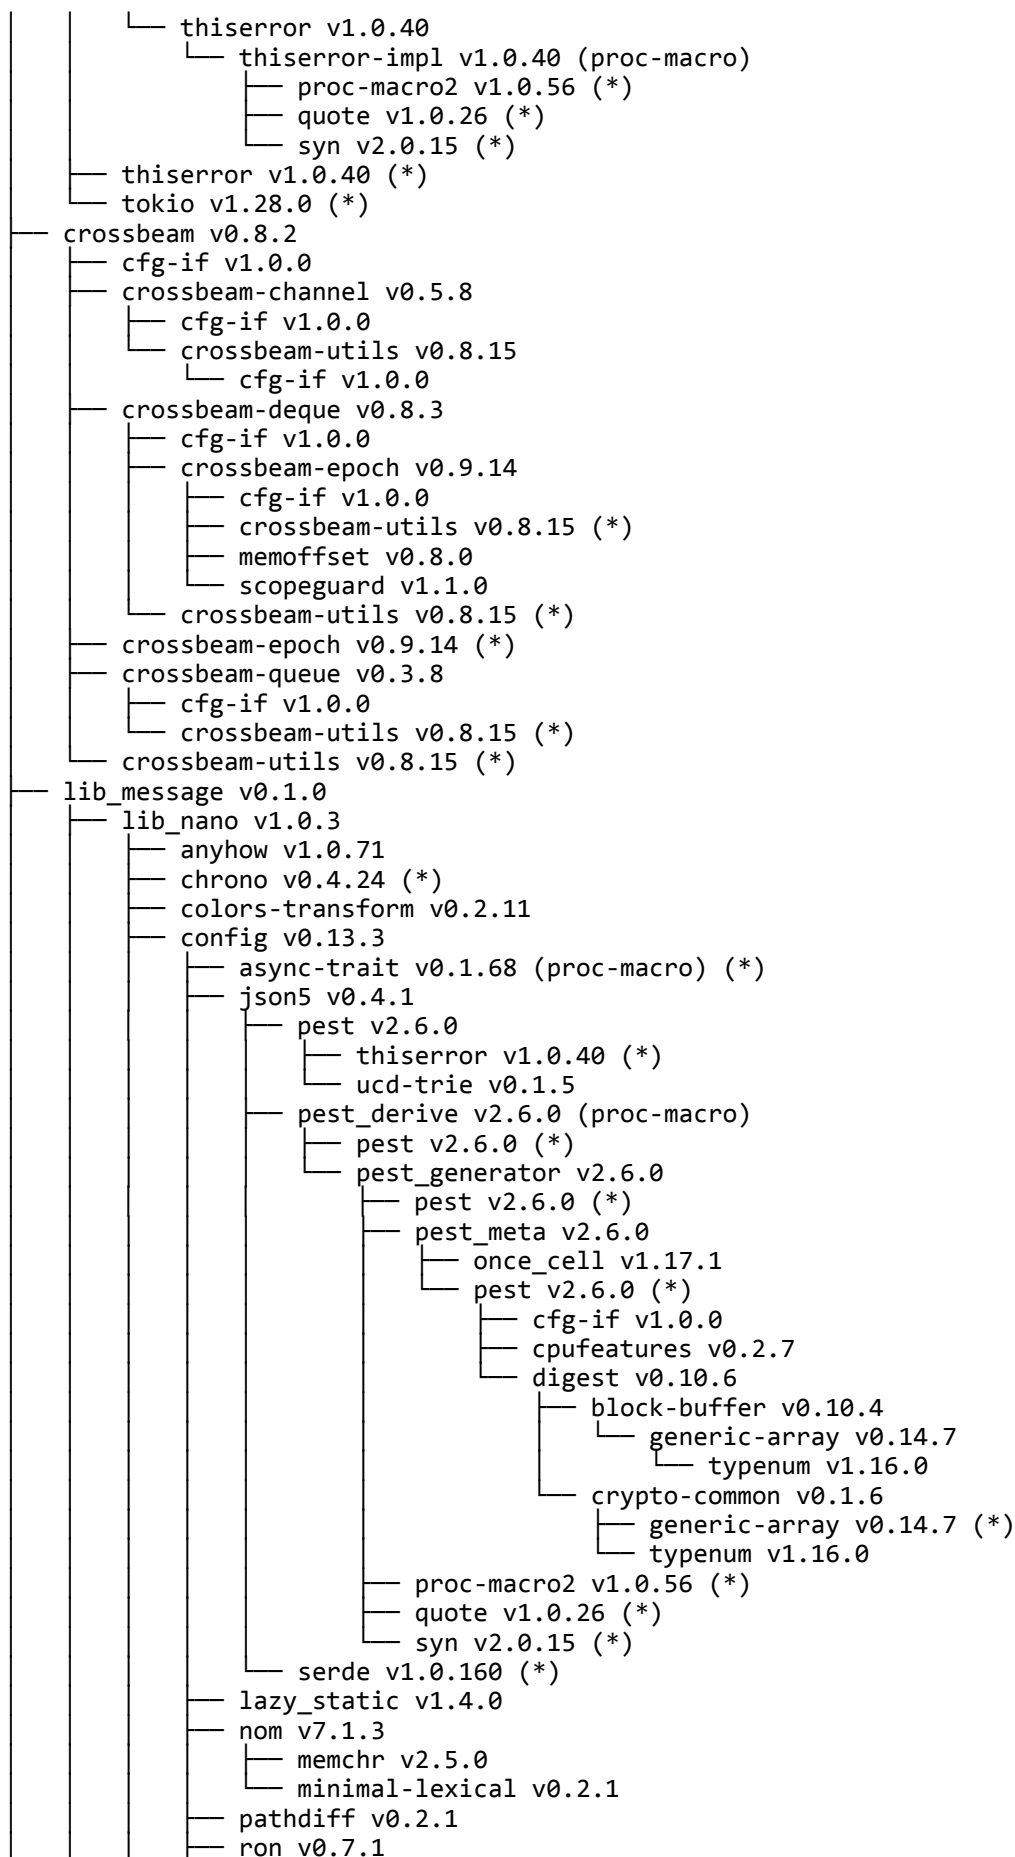 │   │   └── thiserror v1.0.40
│   │       └── thiserror-impl v1.0.40 (proc-macro)
│   │           ├── proc-macro2 v1.0.56 (*)
│   │           ├── quote v1.0.26 (*)
│   │           └── syn v2.0.15 (*)
│   ├── thiserror v1.0.40 (*)
│   └── tokio v1.28.0 (*)
├── crossbeam v0.8.2
│   ├── cfg-if v1.0.0
│   ├── crossbeam-channel v0.5.8
│   │   ├── cfg-if v1.0.0
│   │   └── crossbeam-utils v0.8.15
│   │       └── cfg-if v1.0.0
│   ├── crossbeam-deque v0.8.3
│   │   ├── cfg-if v1.0.0
│   │   ├── crossbeam-epoch v0.9.14
│   │   │   ├── cfg-if v1.0.0
│   │   │   ├── crossbeam-utils v0.8.15 (*)
│   │   │   ├── memoffset v0.8.0
│   │   │   └── scopeguard v1.1.0
│   │   └── crossbeam-utils v0.8.15 (*)
│   ├── crossbeam-epoch v0.9.14 (*)
│   ├── crossbeam-queue v0.3.8
│   │   ├── cfg-if v1.0.0
│   │   └── crossbeam-utils v0.8.15 (*)
│   └── crossbeam-utils v0.8.15 (*)
├── lib_message v0.1.0
│   ├── lib_nano v1.0.3
│   │   ├── anyhow v1.0.71
│   │   ├── chrono v0.4.24 (*)
│   │   ├── colors-transform v0.2.11
│   │   ├── config v0.13.3
│   │   │   ├── async-trait v0.1.68 (proc-macro) (*)
│   │   │   ├── json5 v0.4.1
│   │   │   │   ├── pest v2.6.0
│   │   │   │   │   ├── thiserror v1.0.40 (*)
│   │   │   │   │   └── ucd-trie v0.1.5
│   │   │   │   ├── pest_derive v2.6.0 (proc-macro)
│   │   │   │   │   ├── pest v2.6.0 (*)
│   │   │   │   │   └── pest_generator v2.6.0
│   │   │   │   │       ├── pest v2.6.0 (*)
│   │   │   │   │       ├── pest_meta v2.6.0
│   │   │   │   │       │   ├── once_cell v1.17.1
│   │   │   │   │       │   └── pest v2.6.0 (*)
│   │   │   │   │       │       ├── cfg-if v1.0.0
│   │   │   │   │       │       ├── cpufeatures v0.2.7
│   │   │   │   │       │       └── digest v0.10.6
│   │   │   │   │       │           ├── block-buffer v0.10.4
│   │   │   │   │       │           │   └── generic-array v0.14.7
│   │   │   │   │       │           │       └── typenum v1.16.0
│   │   │   │   │       │           └── crypto-common v0.1.6
│   │   │   │   │       │               ├── generic-array v0.14.7 (*)
│   │   │   │   │       │               └── typenum v1.16.0
│   │   │   │   │       ├── proc-macro2 v1.0.56 (*)
│   │   │   │   │       ├── quote v1.0.26 (*)
│   │   │   │   │       └── syn v2.0.15 (*)
│   │   │   │   └── serde v1.0.160 (*)
│   │   │   ├── lazy_static v1.4.0
│   │   │   ├── nom v7.1.3
│   │   │   │   ├── memchr v2.5.0
│   │   │   │   └── minimal-lexical v0.2.1
│   │   │   ├── pathdiff v0.2.1
│   │   │   ├── ron v0.7.1